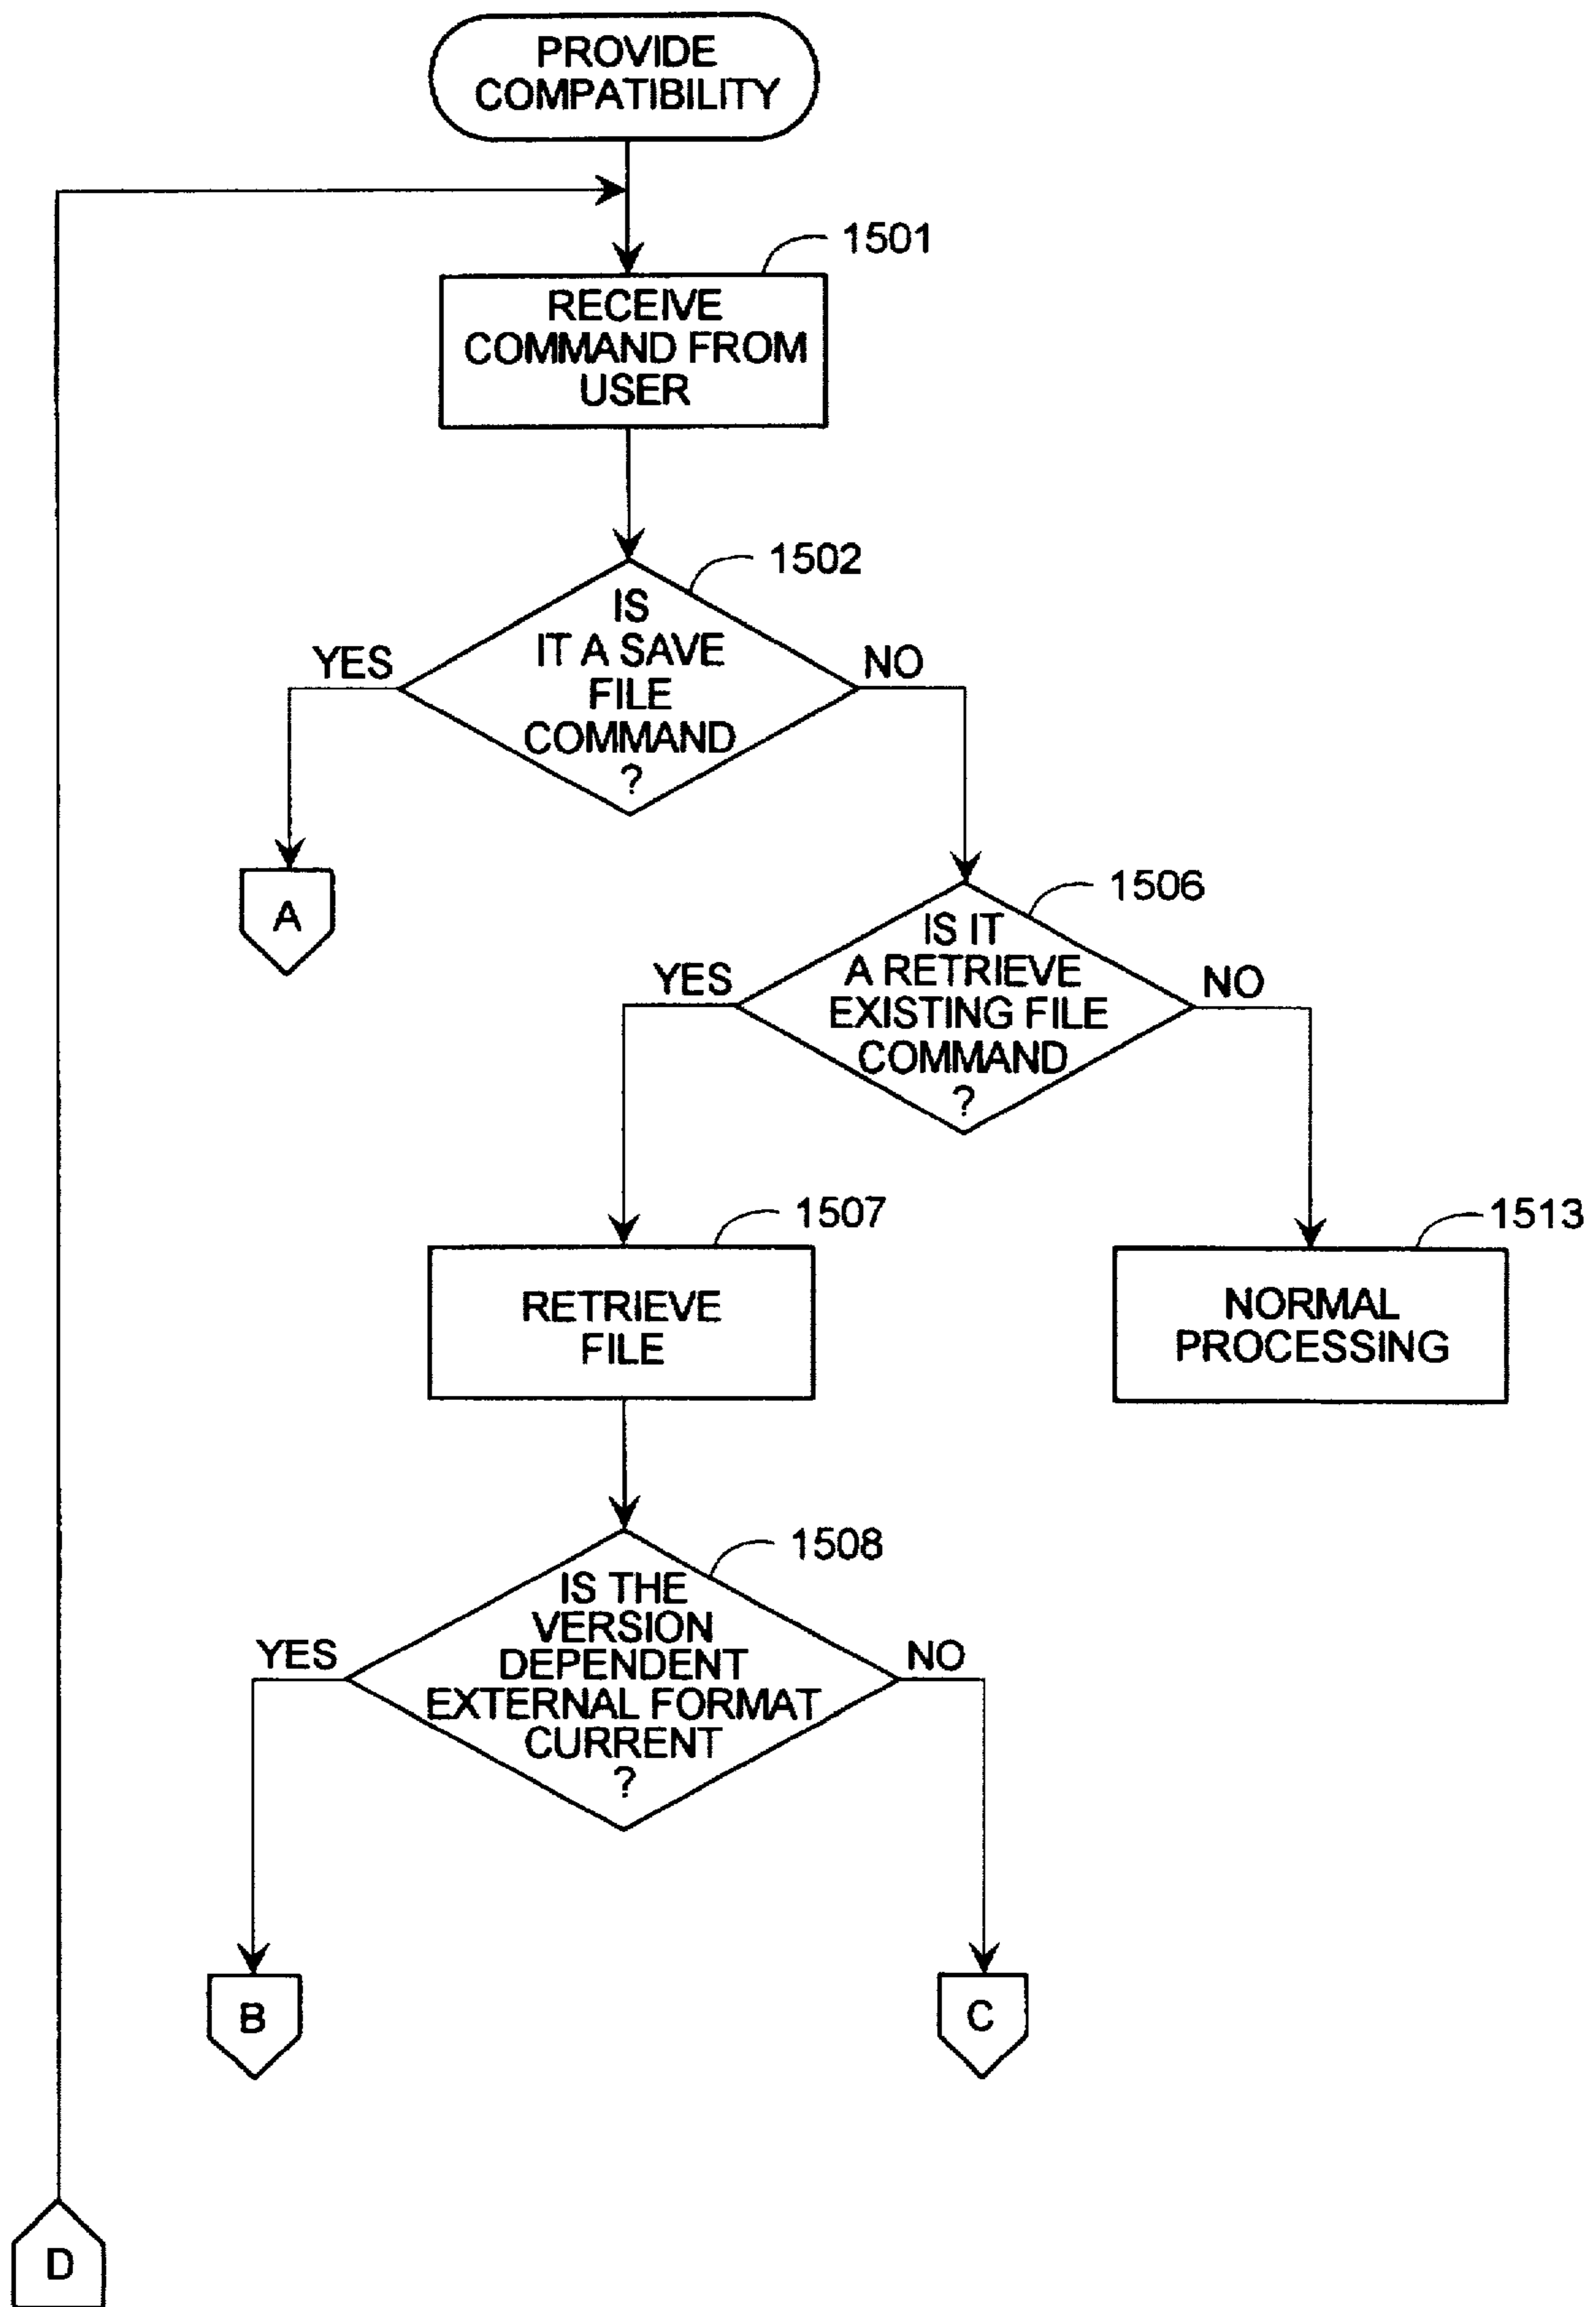 PROVIDE
COMPATIBILITY
1501
RECEIVE
COMMAND FROM
USER
1502
IS
IT A SAVE
FILE
COMMAND
?
YES
NO
A
1506
IS IT
A RETRIEVE
EXISTING FILE
COMMAND
?
YES
NO
1507
RETRIEVE
FILE
1513
NORMAL
PROCESSING
1508
IS THE
VERSION
DEPENDENT
EXTERNAL FORMAT
CURRENT
?
YES
NO
B
C
D